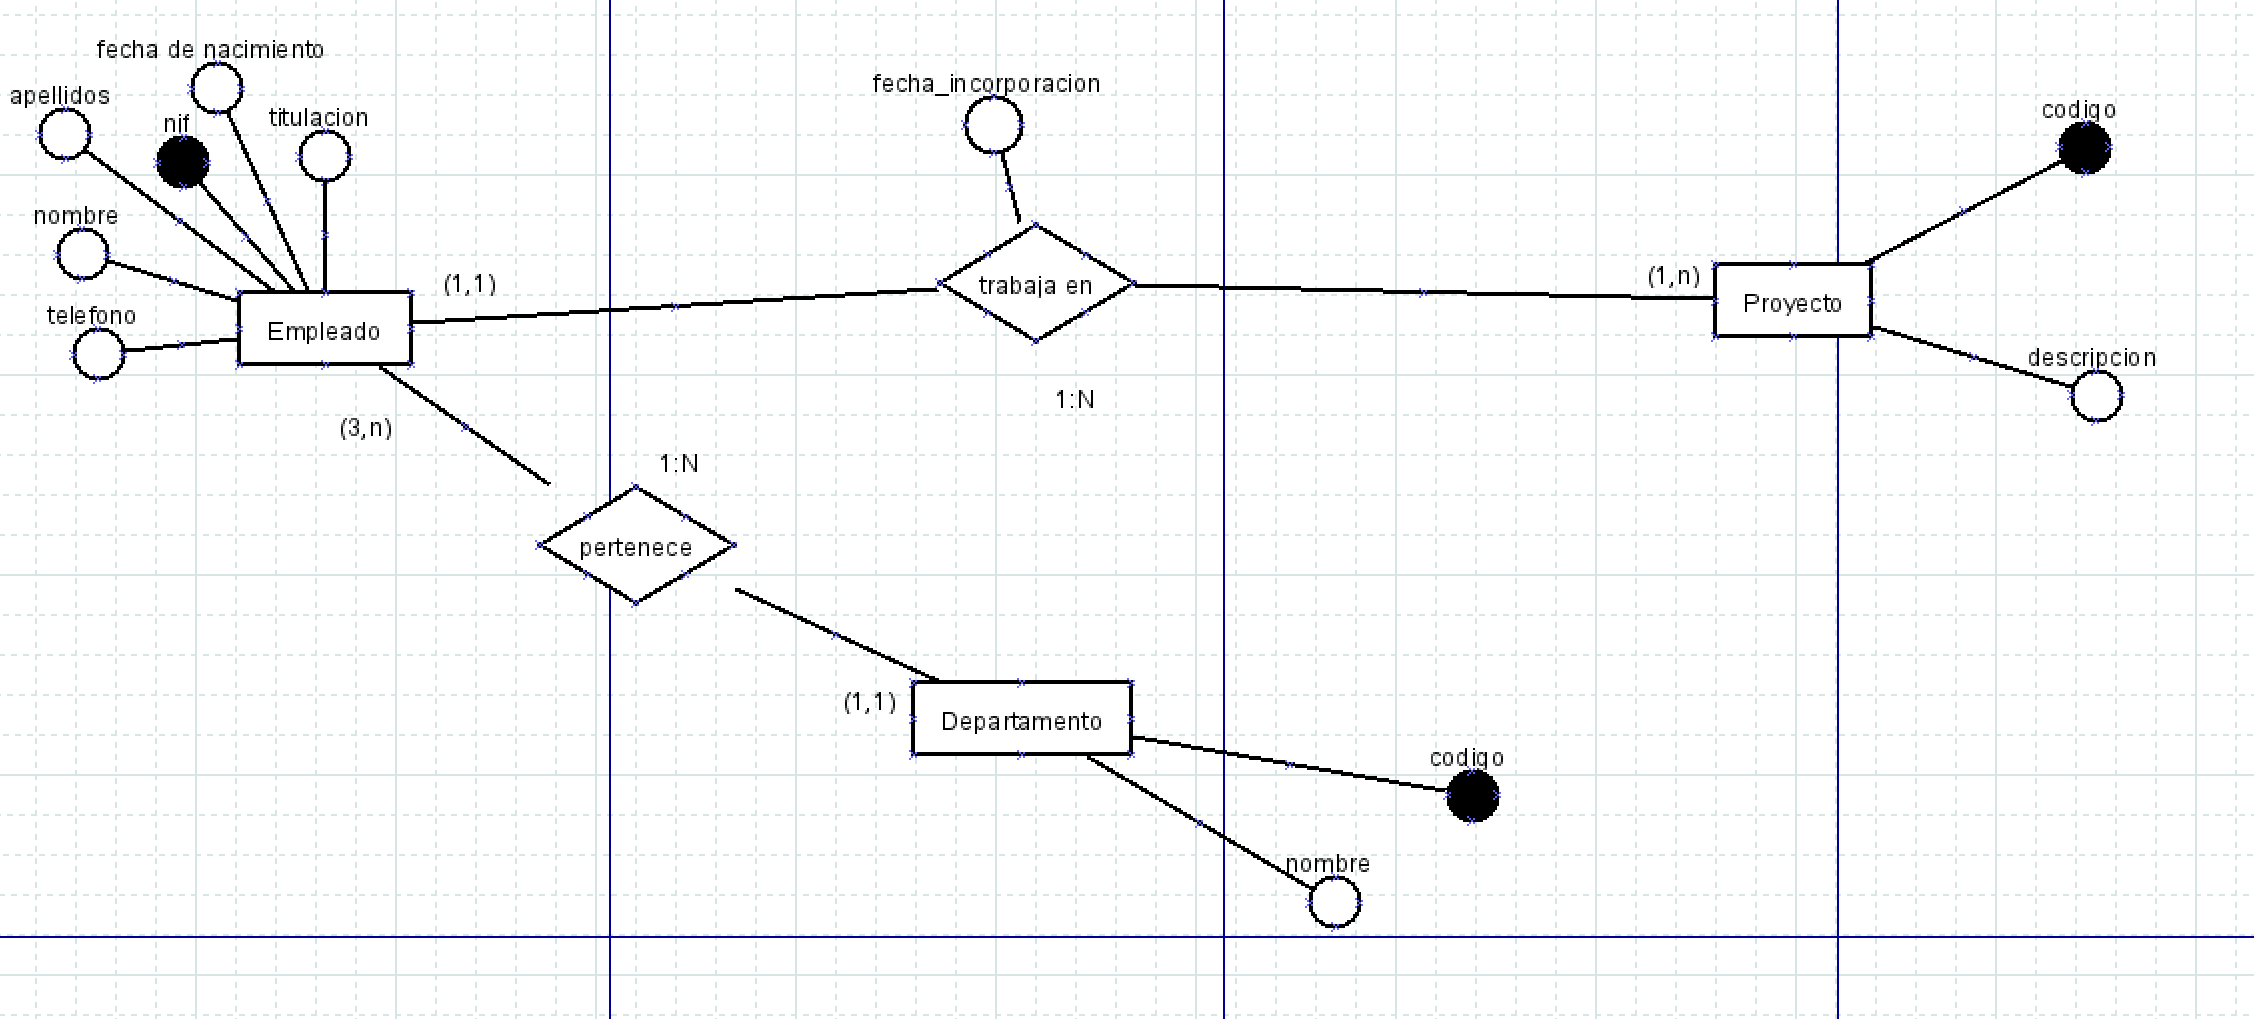 fecha de nacimiento
apellidos
nif
titulacion
nombre
telefono
Empleado
(1,1)
fecha_incorporacion
trabaja en
1:N
(1,n)
Proyecto
codigo
descripcion
(3,n)
1:N
pertenece
(1,1)
Departamento
codigo
nombre